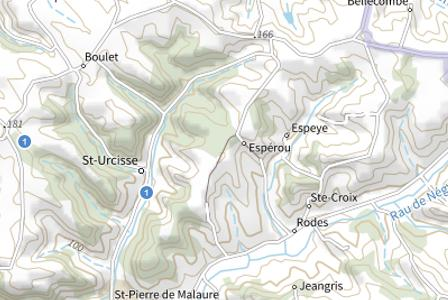 Bellecombe
.166
Boulet
.181
1
Espeye
Espérou
St-Urcisse
1
Ste-Croix
Rau de Nég
Rodes
100
Jeangris
St-Pierre de Malaure